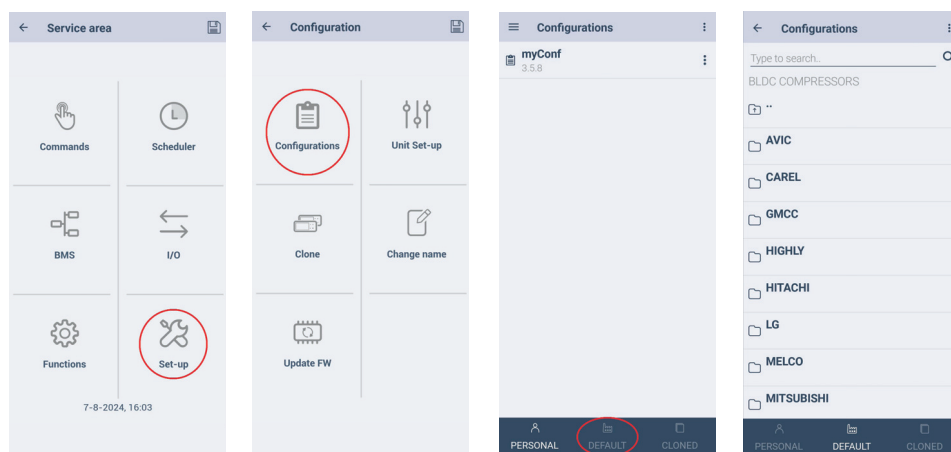 Service area
Commands
Scheduler
BMS
I/O
Functions
Set-up
7-8-2024, 16:03
Configuration
Configurations
Unit Set-up
Clone
Change name
Update FW
Configurations
myConf
3.5.8
PERSONAL
DEFAULT
CLONED
Configurations
Type to search..
BLDC COMPRESSORS
..
AVIC
CAREL
GMCC
HIGHLY
HITACHI
LG
MELCO
MITSUBISHI
PERSONAL
DEFAULT
CLONED